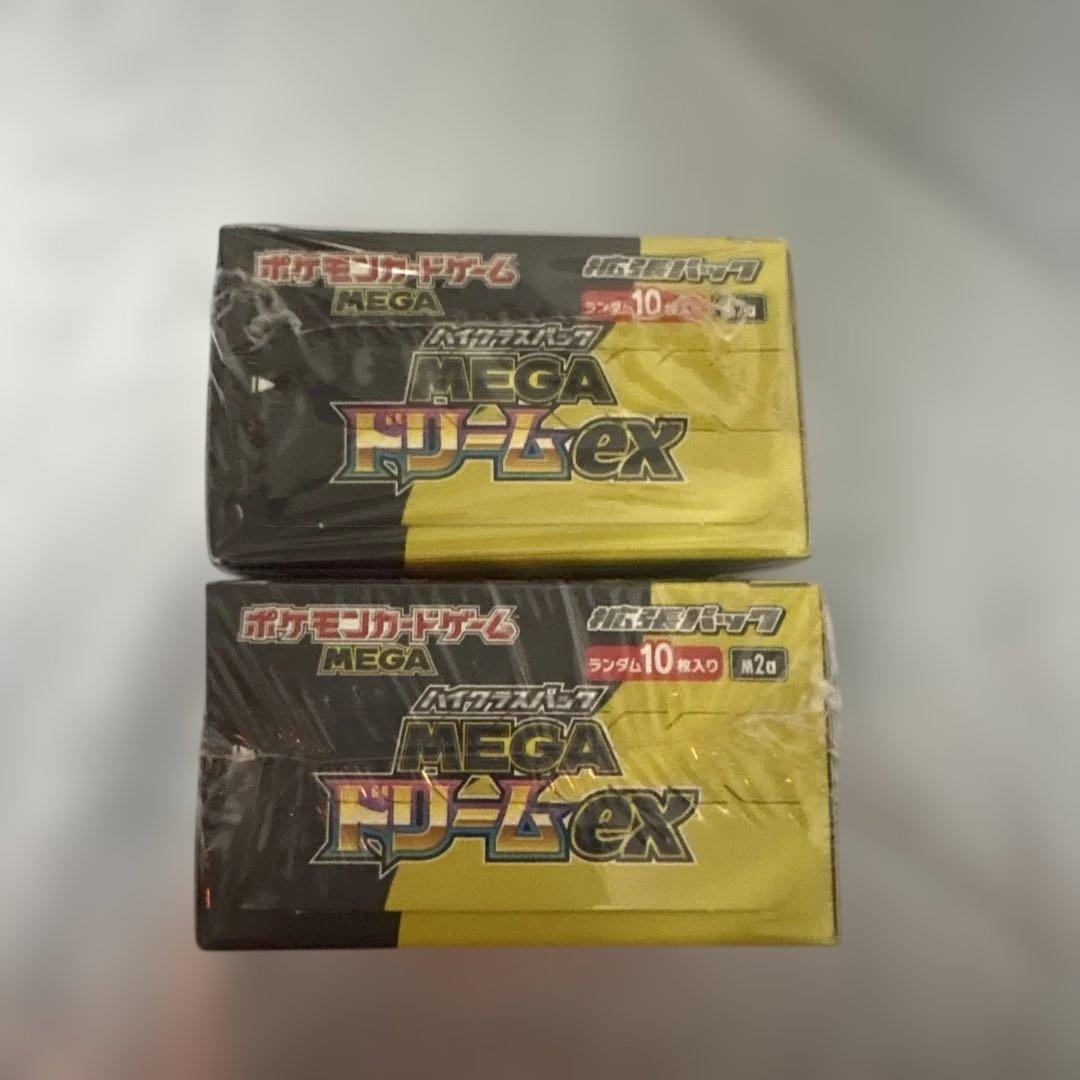 ポケモンカードゲーム
MEGA
拡張パック
ランダム10枚入り
ハイクラスパック
MEGA
ドリームex
ポケモンカードゲーム
MEGA
拡張パック
ランダム10枚入り M2a
ハイクラスパック
MEGA
ドリームex